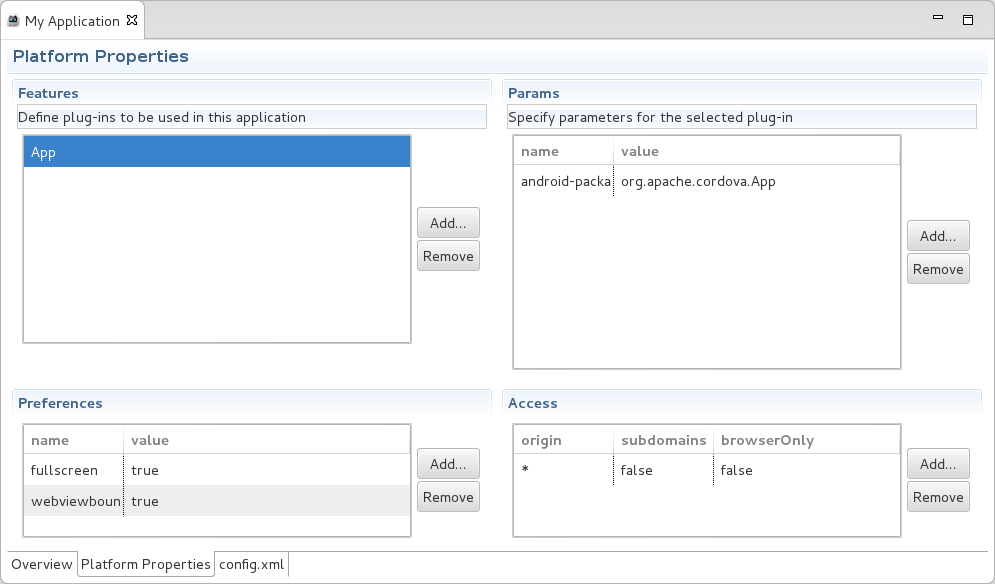 My Application
Platform Properties
Features
Define plug-ins to be used in this application
App
Add...
Remove
Params
Specify parameters for the selected plug-in
name value
android-packa org.apache.cordova.App
Add...
Remove
Preferences
name value
fullscreen true
webviewboun true
Add...
Remove
Access
origin subdomains browserOnly
* false false
Add...
Remove
Overview Platform Properties config.xml